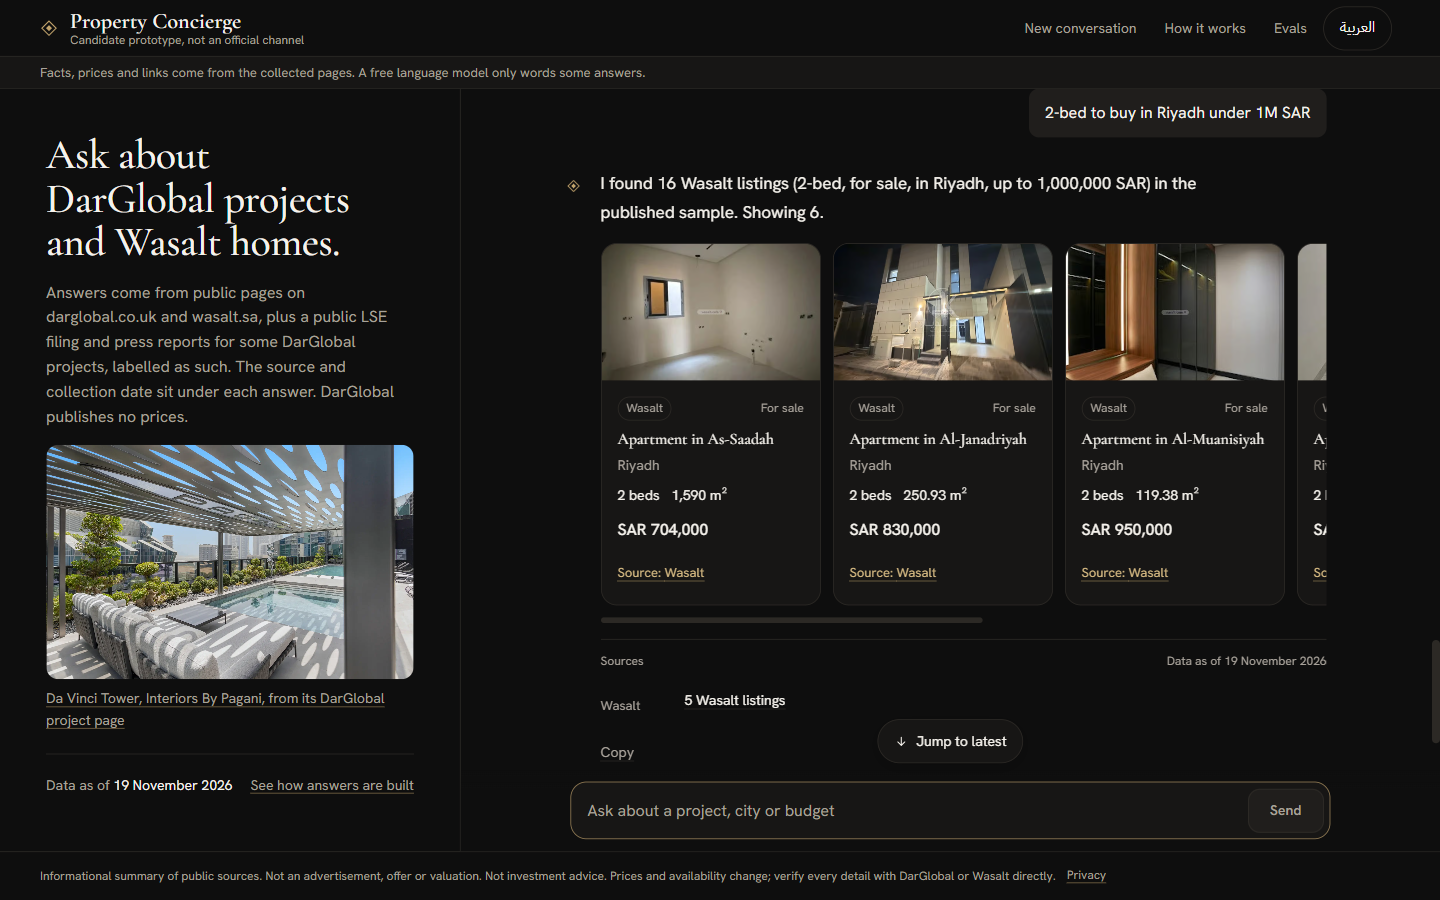 Property Concierge
Candidate prototype, not an official channel
New conversation
How it works
Evals
العربية
Facts, prices and links come from the collected pages. A free language model only words some answers.
Ask about
DarGlobal projects
and Wasalt homes.
Answers come from public pages on
darglobal.co.uk and wasalt.sa, plus a public LSE
filing and press reports for some DarGlobal
projects, labelled as such. The source and
collection date sit under each answer. DarGlobal
publishes no prices.
Da Vinci Tower, Interiors By Pagani, from its DarGlobal
project page
Data as of 19 November 2026
See how answers are built
2-bed to buy in Riyadh under 1M SAR
I found 16 Wasalt listings (2-bed, for sale, in Riyadh, up to 1,000,000 SAR) in the
published sample. Showing 6.
Wasalt
For sale
Apartment in As-Saadah
Riyadh
2 beds 1,590 m²
SAR 704,000
Source: Wasalt
Wasalt
For sale
Apartment in Al-Janadriyah
Riyadh
2 beds 250.93 m²
SAR 830,000
Source: Wasalt
Wasalt
For sale
Apartment in Al-Muanisiyah
Riyadh
2 beds 119.38 m²
SAR 950,000
Source: Wasalt
Sources
Data as of 19 November 2026
Wasalt
5 Wasalt listings
Copy
↓ Jump to latest
Ask about a project, city or budget
Send
Informational summary of public sources. Not an advertisement, offer or valuation. Not investment advice. Prices and availability change; verify every detail with DarGlobal or Wasalt directly.
Privacy